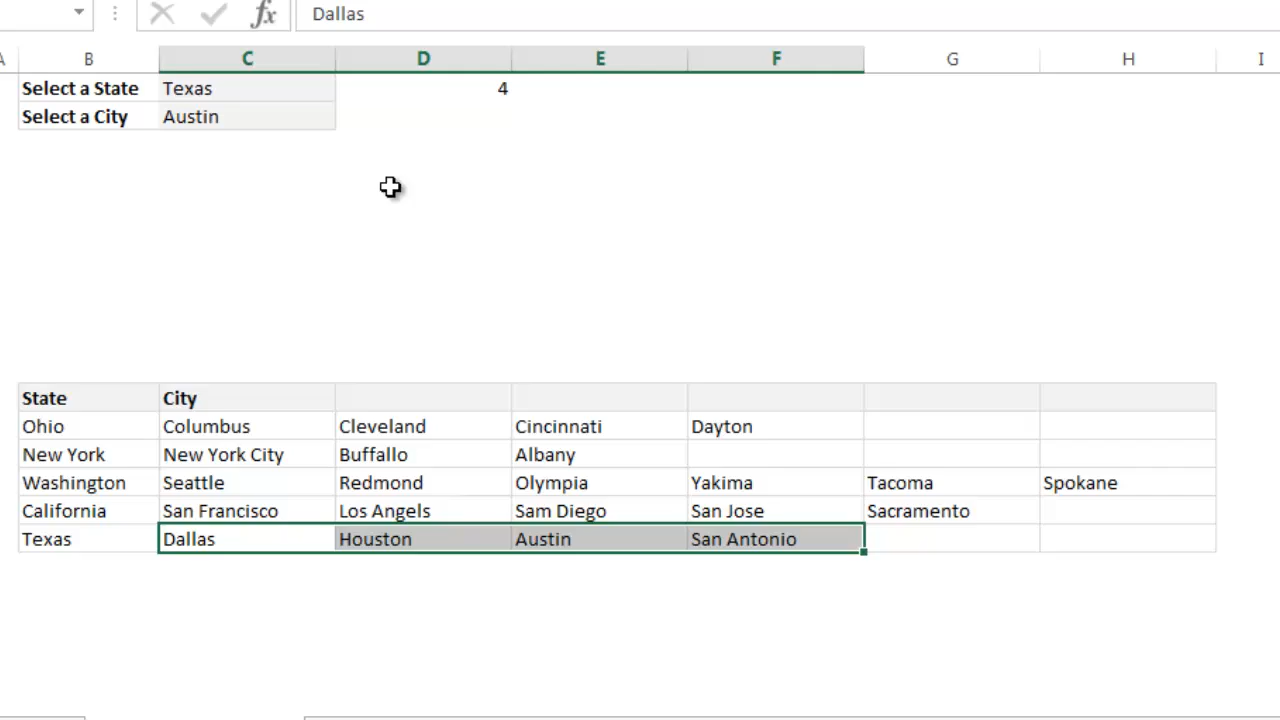 fx Dallas
A B C D E F G H I
Select a State Texas 4
Select a City Austin
State City
Ohio Columbus Cleveland Cincinnati Dayton
New York New York City Buffallo Albany
Washington Seattle Redmond Olympia Yakima Tacoma Spokane
California San Francisco Los Angels Sam Diego San Jose Sacramento
Texas Dallas Houston Austin San Antonio